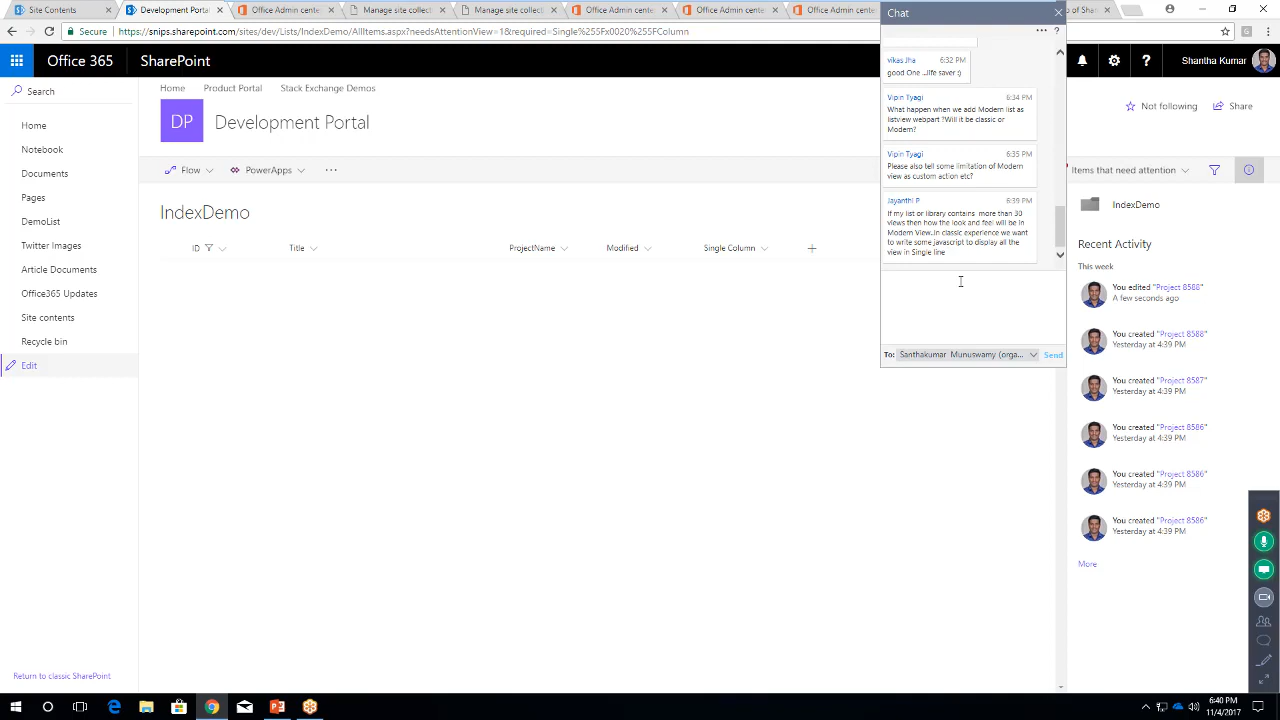 Site Contents
Development Portal
Office Admin center
Manage site collect
Manage site collect
Office Admin center
Office Admin center
Office Admin center
of Shar
Secure
https://snips.sharepoint.com/sites/dev/Lists/IndexDemo/
ms.aspx?needsAttentionView=1&required=Single%255Fx0020%255FColumn
Office 365
SharePoint
?
Shantha Kumar
Search
Home
Notebook
Documents
Pages
DemoList
Twitter Images
Article Documents
Office365 Updates
Site contents
Recycle bin
Edit
Return to classic SharePoint
Home Product Portal Stack Exchange Demos
DP
Development Portal
Not following
Share
Flow
PowerApps
...
Items that need attention
IndexDemo
ID
Title
ProjectName
Modified
Single Column
+
Chat
... ?
vikas Jha 6:32 PM
good One ...life saver :)
Vipin Tyagi 6:34 PM
What happen when we add Modern list as
listview webpart !Will it be classic or
Modern?
Vipin Tyagi 6:35 PM
Please also tell some limitation of Modern
view as custom action etc?
Jayanthi P 6:39 PM
If my list or library contains more than 30
views then how the look and feel will be in
Modern View..In classic experience we want
to write some javascript to display all the
view in Single line
To: Santhakumar Munuswamy (orga...
Send
IndexDemo
Recent Activity
This week
You edited "Project 8588"
A few seconds ago
You created "Project 8588"
Yesterday at 4:39 PM
You created "Project 8587"
Yesterday at 4:39 PM
You created "Project 8586"
Yesterday at 4:39 PM
You created "Project 8586"
Yesterday at 4:39 PM
You created "Project 8586"
Yesterday at 4:39 PM
More
6:40 PM
11/4/2017